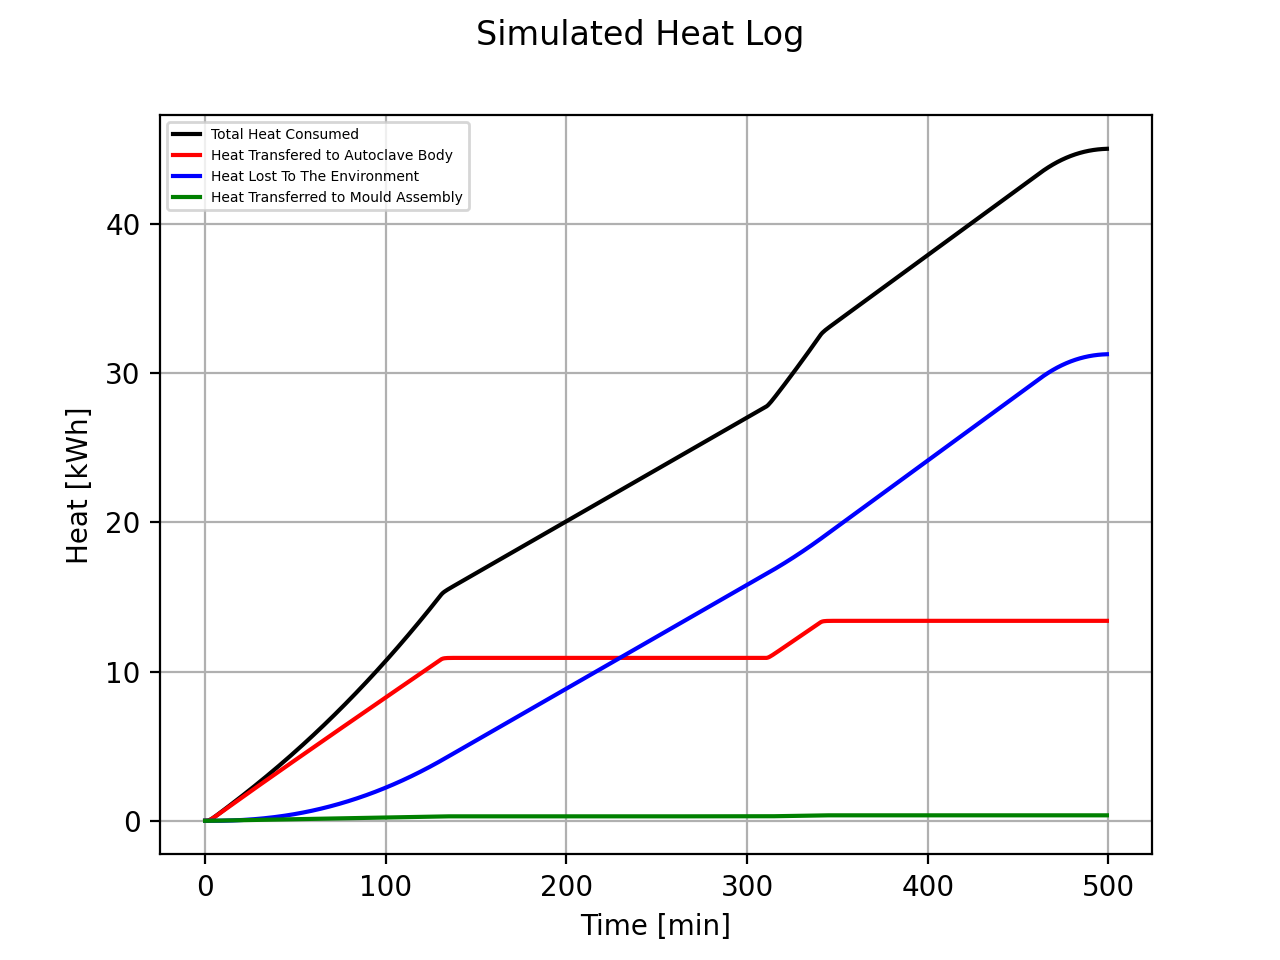 Simulated Heat Log
Total Heat Consumed
Heat Transfered to Autoclave Body
Heat Lost To The Environment
Heat Transferred to Mould Assembly
Heat [kWh]
40
30
20
10
0
0 100 200 300 400 500
Time [min]